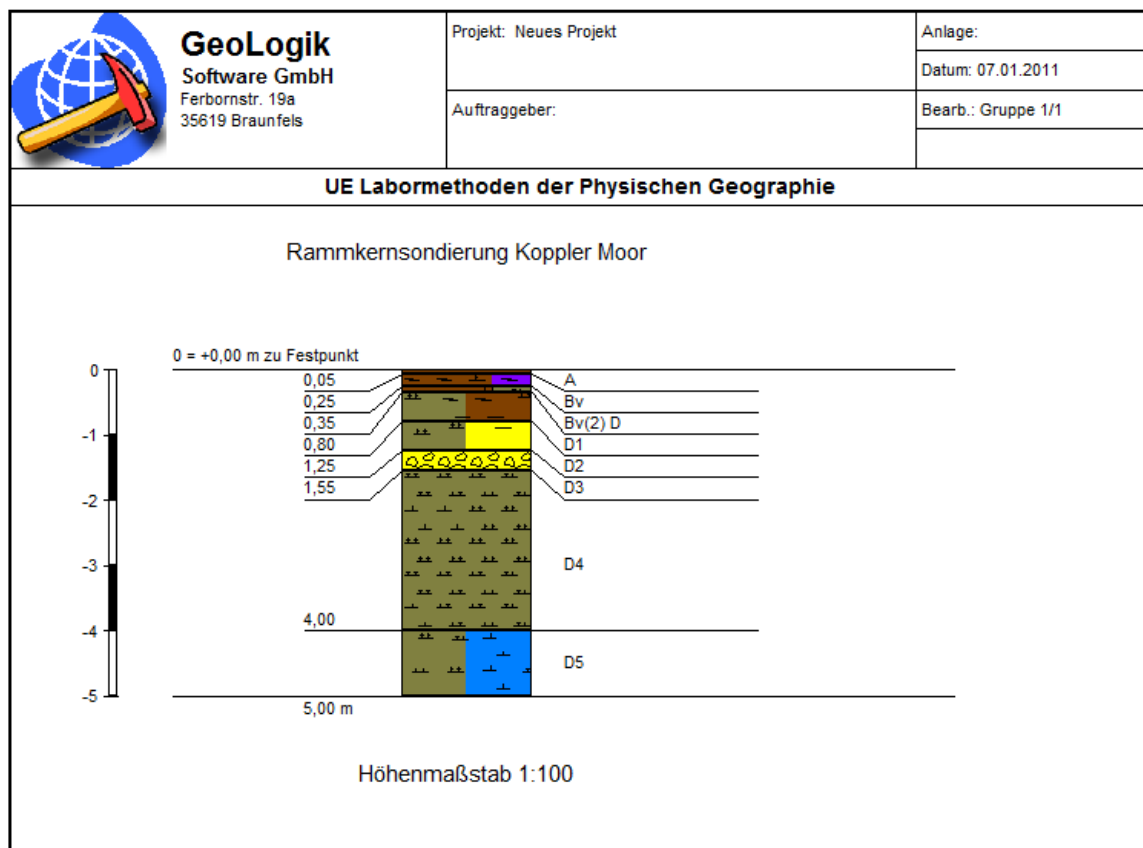 GeoLogik
Software GmbH
Ferbornstr. 19a
35619 Braunfels
Projekt: Neues Projekt
Auftraggeber:
Anlage:
Datum: 07.01.2011
Bearb.: Gruppe 1/1
UE Labormethoden der Physischen Geographie
Rammkernsondierung Koppler Moor
0 = +0,00 m zu Festpunkt
0
0,05
A
0,25
Bv
0,35
Bv(2) D
-1
0,80
D1
1,25
D2
1,55
D3
-2
-3
D4
4,00
-4
D5
-5
5,00 m
Höhenmaßstab 1:100